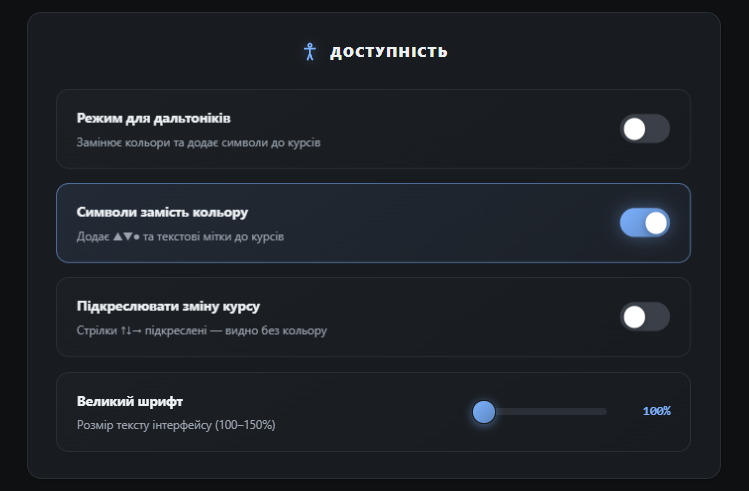 ДОСТУПНІСТЬ
Режим для дальтоніків
Замінює кольори та додає символи до курсів
Символи замість кольору
Додає ▲▼● та текстові мітки до курсів
Підкреслювати зміну курсу
Стрілки ↑↓→ підкреслені — видно без кольору
Великий шрифт
Розмір тексту інтерфейсу (100–150%)
100%